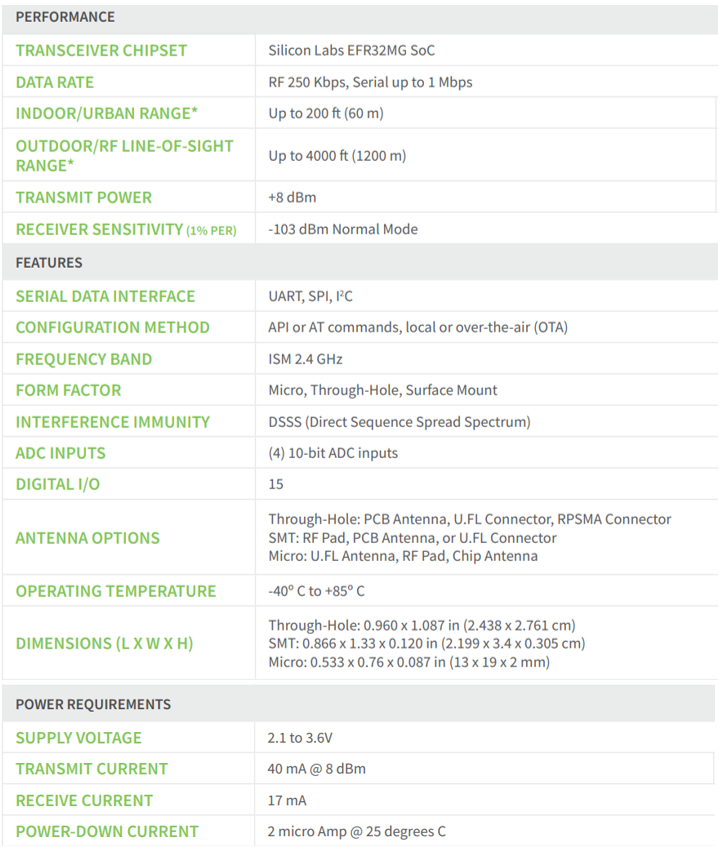 PERFORMANCE
TRANSCEIVER CHIPSET
Silicon Labs EFR32MG SoC
DATA RATE
RF 250 Kbps, Serial up to 1 Mbps
INDOOR/URBAN RANGE*
Up to 200 ft (60 m)
OUTDOOR/RF LINE-OF-SIGHT
RANGE*
Up to 4000 ft (1200 m)
TRANSMIT POWER
+8 dBm
RECEIVER SENSITIVITY (1% PER)
-103 dBm Normal Mode
FEATURES
SERIAL DATA INTERFACE
UART, SPI, I²C
CONFIGURATION METHOD
API or AT commands, local or over-the-air (OTA)
FREQUENCY BAND
ISM 2.4 GHz
FORM FACTOR
Micro, Through-Hole, Surface Mount
INTERFERENCE IMMUNITY
DSSS (Direct Sequence Spread Spectrum)
ADC INPUTS
(4) 10-bit ADC inputs
DIGITAL I/O
15
ANTENNA OPTIONS
Through-Hole: PCB Antenna, U.FL Connector, RPSMA Connector
SMT: RF Pad, PCB Antenna, or U.FL Connector
Micro: U.FL Antenna, RF Pad, Chip Antenna
OPERATING TEMPERATURE
-40º C to +85º C
DIMENSIONS (L X W X H)
Through-Hole: 0.960 x 1.087 in (2.438 x 2.761 cm)
SMT: 0.866 x 1.33 x 0.120 in (2.199 x 3.4 x 0.305 cm)
Micro: 0.533 x 0.76 x 0.087 in (13 x 19 x 2 mm)
POWER REQUIREMENTS
SUPPLY VOLTAGE
2.1 to 3.6V
TRANSMIT CURRENT
40 mA @ 8 dBm
RECEIVE CURRENT
17 mA
POWER-DOWN CURRENT
2 micro Amp @ 25 degrees C